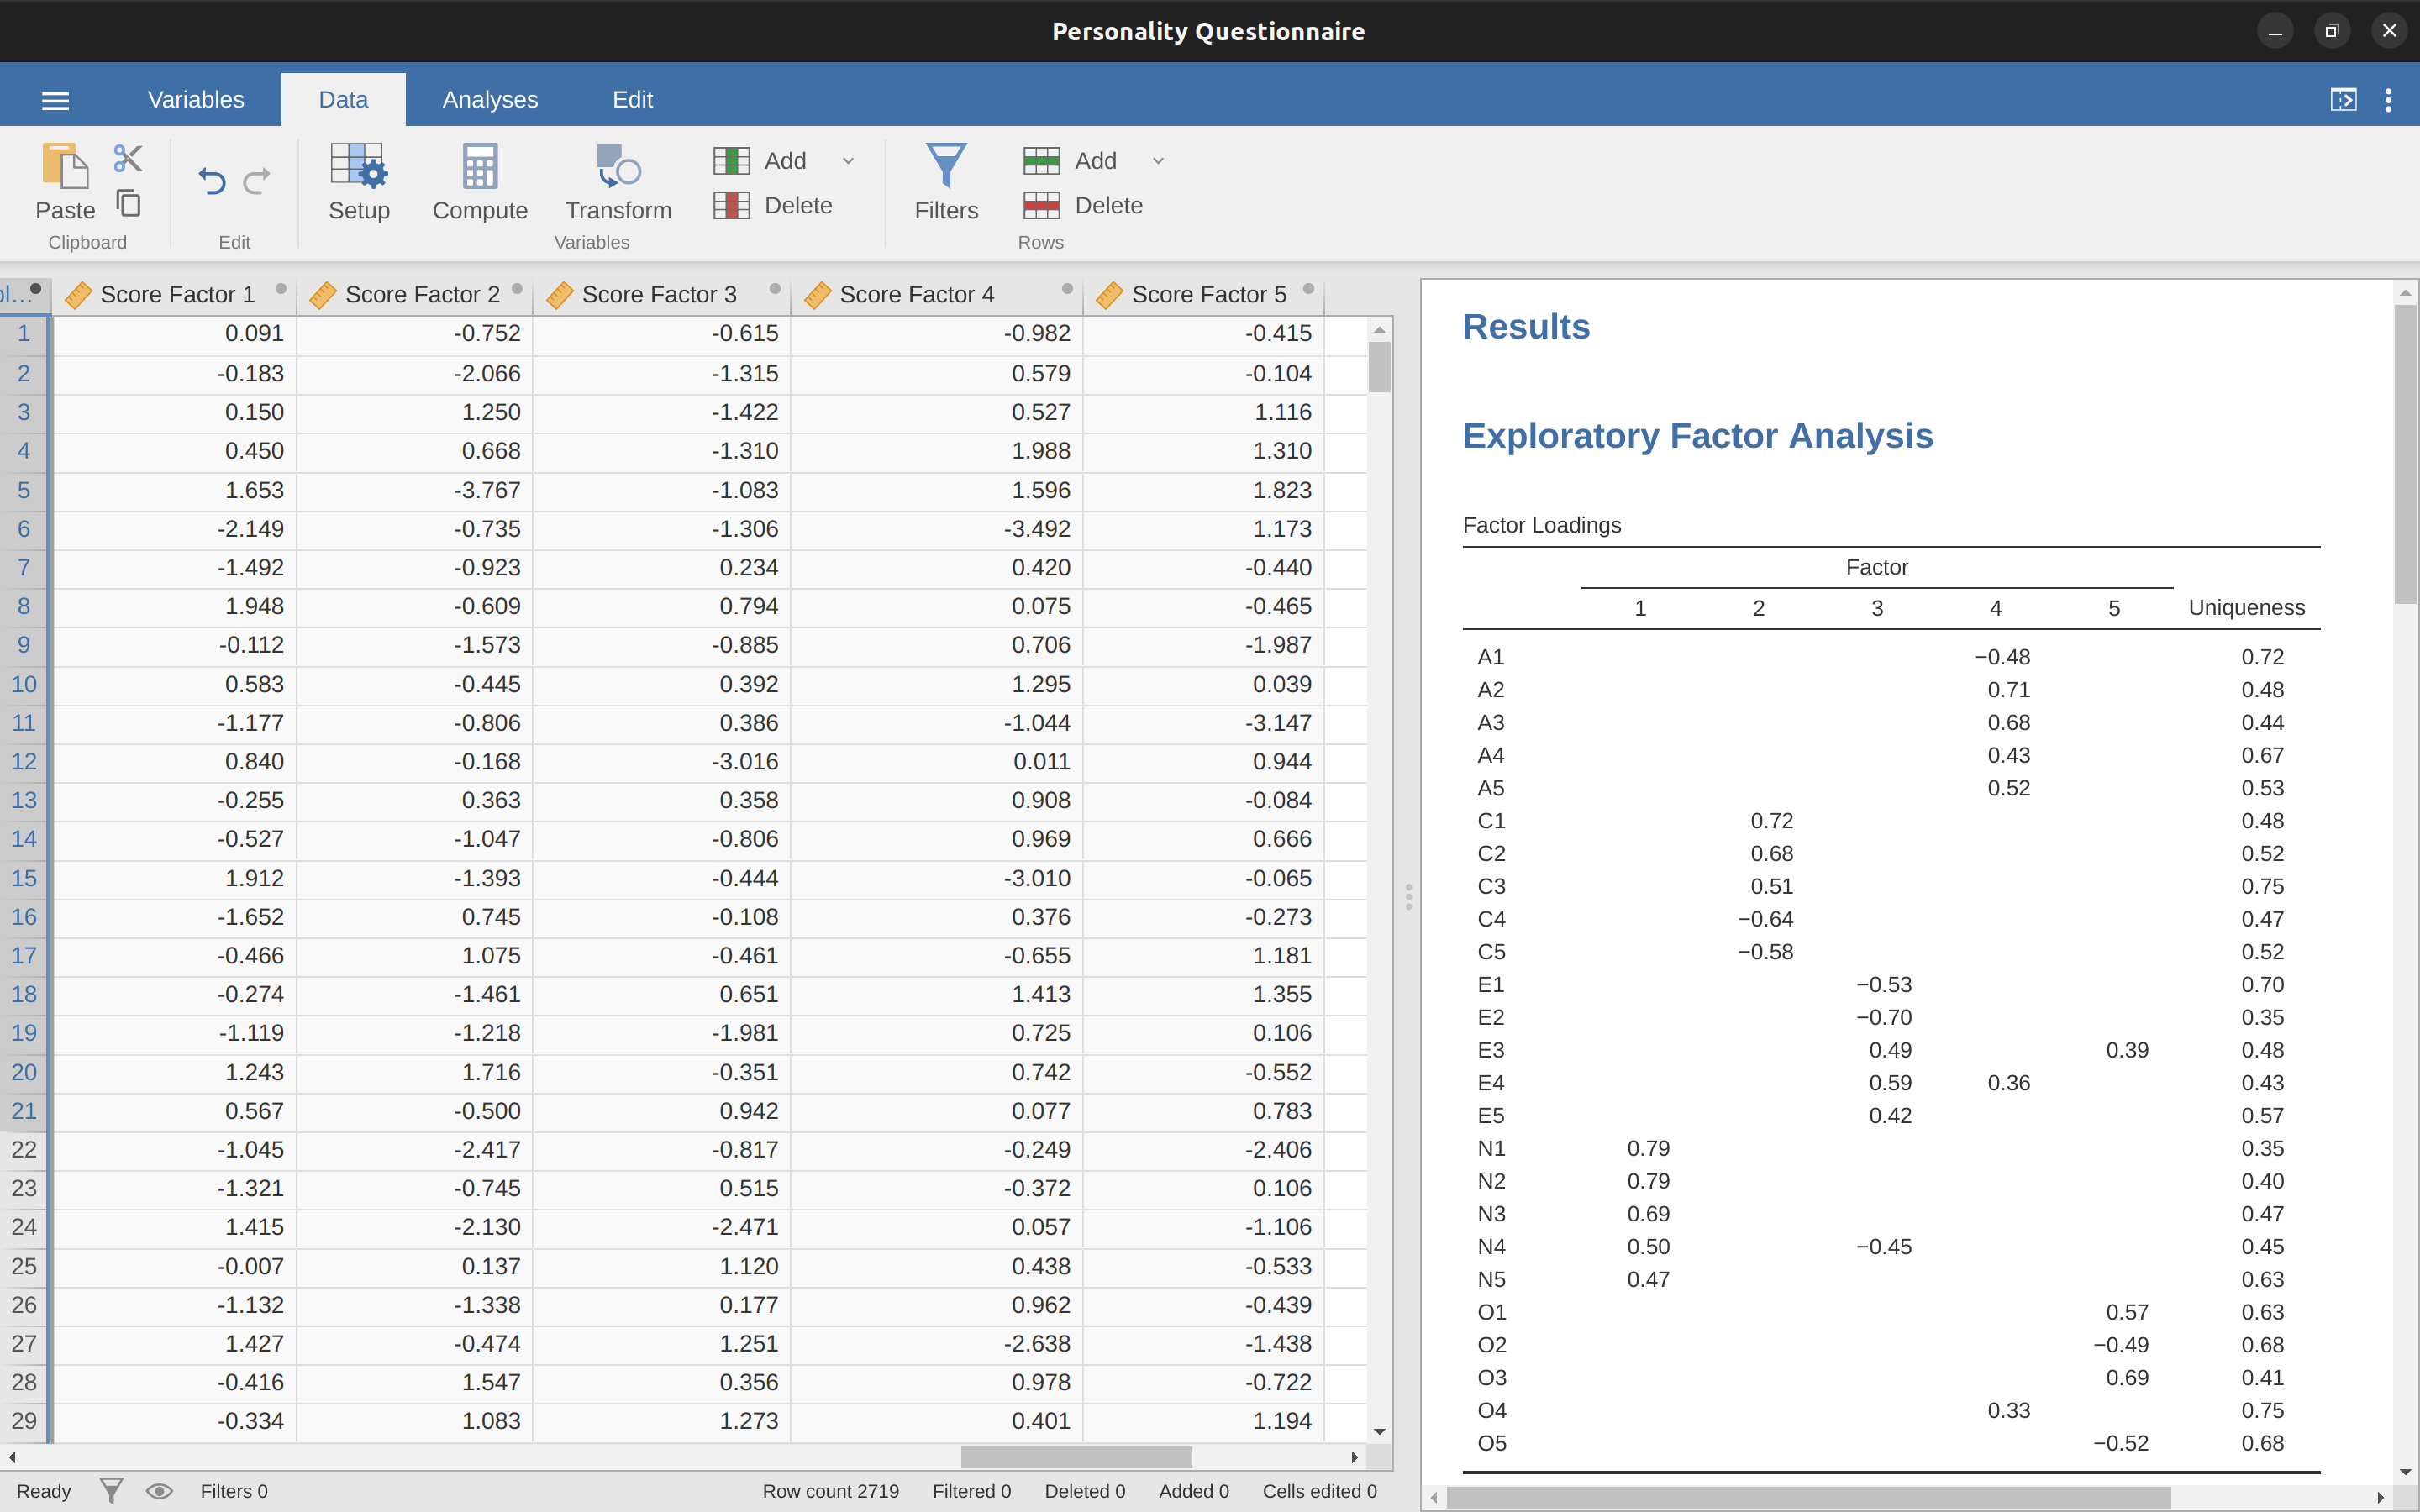 Personality Questionnaire
Variables Data Analyses Edit
Paste Setup Compute Transform Add Delete Filters Add Delete
Clipboard Edit Variables Rows
Score Factor 1 Score Factor 2 Score Factor 3 Score Factor 4 Score Factor 5
1 0.091 -0.752 -0.615 -0.982 -0.415
2 -0.183 -2.066 -1.315 0.579 -0.104
3 0.150 1.250 -1.422 0.527 1.116
4 0.450 0.668 -1.310 1.988 1.310
5 1.653 -3.767 -1.083 1.596 1.823
6 -2.149 -0.735 -1.306 -3.492 1.173
7 -1.492 -0.923 0.234 0.420 -0.440
8 1.948 -0.609 0.794 0.075 -0.465
9 -0.112 -1.573 -0.885 0.706 -1.987
10 0.583 -0.445 0.392 1.295 0.039
11 -1.177 -0.806 0.386 -1.044 -3.147
12 0.840 -0.168 -3.016 0.011 0.944
13 -0.255 0.363 0.358 0.908 -0.084
14 -0.527 -1.047 -0.806 0.969 0.666
15 1.912 -1.393 -0.444 -3.010 -0.065
16 -1.652 0.745 -0.108 0.376 -0.273
17 -0.466 1.075 -0.461 -0.655 1.181
18 -0.274 -1.461 0.651 1.413 1.355
19 -1.119 -1.218 -1.981 0.725 0.106
20 1.243 1.716 -0.351 0.742 -0.552
21 0.567 -0.500 0.942 0.077 0.783
22 -1.045 -2.417 -0.817 -0.249 -2.406
23 -1.321 -0.745 0.515 -0.372 0.106
24 1.415 -2.130 -2.471 0.057 -1.106
25 -0.007 0.137 1.120 0.438 -0.533
26 -1.132 -1.338 0.177 0.962 -0.439
27 1.427 -0.474 1.251 -2.638 -1.438
28 -0.416 1.547 0.356 0.978 -0.722
29 -0.334 1.083 1.273 0.401 1.194
Ready Filters 0 Row count 2719 Filtered 0 Deleted 0 Added 0 Cells edited 0
Results
Exploratory Factor Analysis
Factor Loadings
Factor
1 2 3 4 5 Uniqueness
A1 −0.48 0.72
A2 0.71 0.48
A3 0.68 0.44
A4 0.43 0.67
A5 0.52 0.53
C1 0.72 0.48
C2 0.68 0.52
C3 0.51 0.75
C4 −0.64 0.47
C5 −0.58 0.52
E1 −0.53 0.70
E2 −0.70 0.35
E3 0.49 0.39 0.48
E4 0.59 0.36 0.43
E5 0.42 0.57
N1 0.79 0.35
N2 0.79 0.40
N3 0.69 0.47
N4 0.50 −0.45 0.45
N5 0.47 0.63
O1 0.57 0.63
O2 −0.49 0.68
O3 0.69 0.41
O4 0.33 0.75
O5 −0.52 0.68